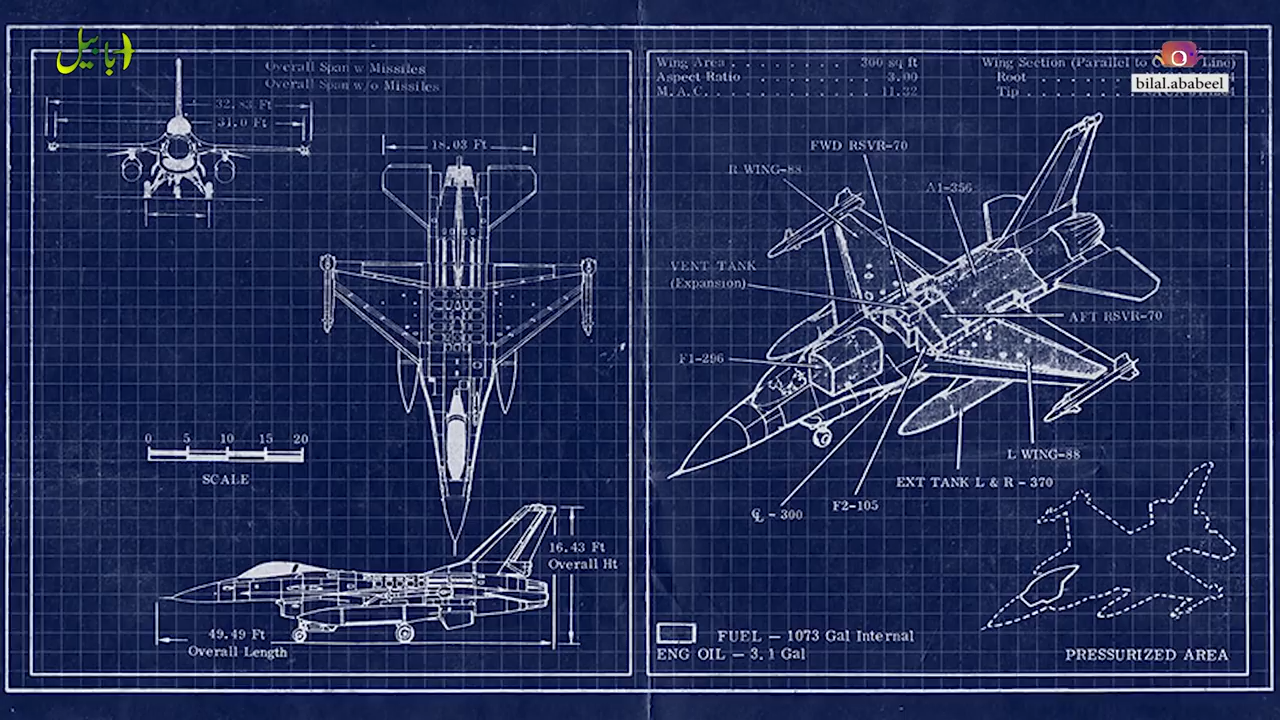 ابابیل
Overall Span w Missiles
Overall Span w/o Missiles
32.83 Ft
31.0 Ft
18.03 Ft
0 5 10 15 20
SCALE
16.43 Ft
Overall Ht
49.49 Ft
Overall Length
Wing Area . . . . . . . . 300 sq ft
Aspect Ratio . . . . . . . . 3.00
M.A.C. . . . . . . . . . 11.32
Wing Section (Parallel to Line)
Root
Tip
bilal.ababeel
FWD RSVR-70
R WING-88
A1-356
VENT TANK
(Expansion)
AFT RSVR-70
F1-296
L WING-88
EXT TANK L & R - 370
F2-105
℄ - 300
FUEL — 1073 Gal Internal
ENG OIL — 3.1 Gal
PRESSURIZED AREA